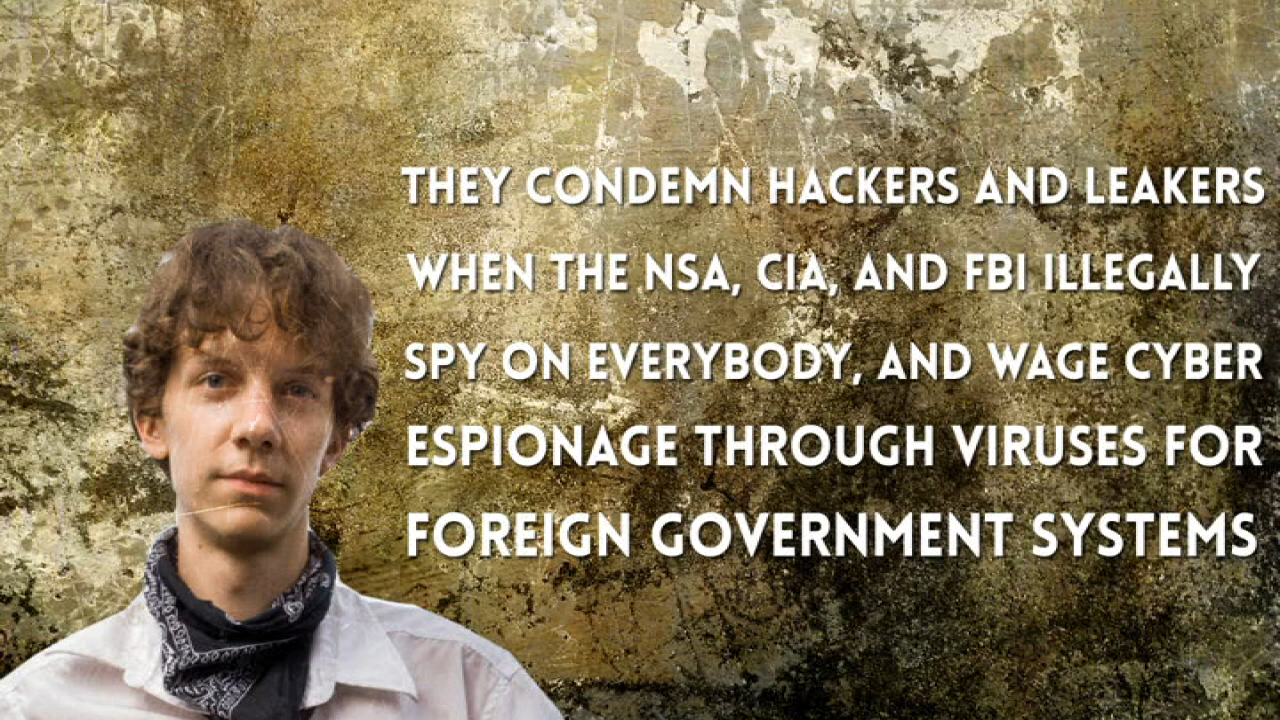 THEY CONDEMN HACKERS AND LEAKERS
WHEN THE NSA, CIA, AND FBI ILLEGALLY
SPY ON EVERYBODY, AND WAGE CYBER
ESPIONAGE THROUGH VIRUSES FOR
FOREIGN GOVERNMENT SYSTEMS